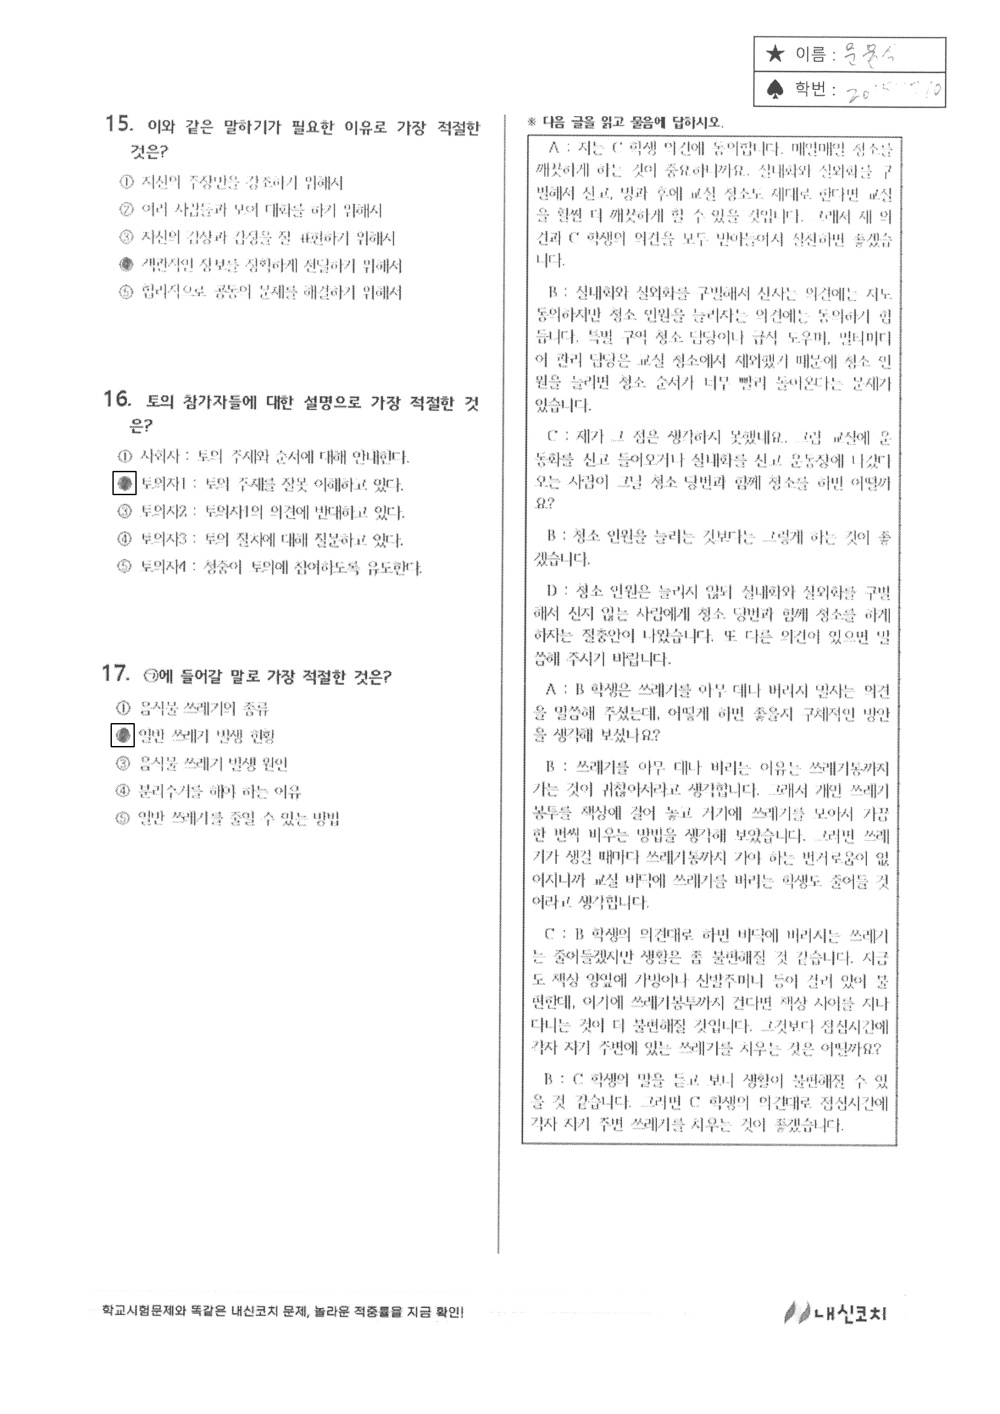 ★ 이름 : 문
♠ 학번 : 20
15. 이와 같은 말하기가 필요한 이유로 가장 적절한
것은?
① 자신의 주장만을 강조하기 위해서
② 여러 사람들과 모여 대화를 하기 위해서
③ 자신의 감상과 감정을 잘 표현하기 위해서
④ 객관적인 정보를 정확하게 전달하기 위해서
⑤ 합리적으로 공동의 문제를 해결하기 위해서
16. 토의 참가자들에 대한 설명으로 가장 적절한 것
은?
① 사회자 : 토의 주제와 순서에 대해 안내한다.
토의자1 : 토의 주제를 잘못 이해하고 있다.
③ 토의자2 : 토의자1의 의견에 반대하고 있다.
④ 토의자3 : 토의 절차에 대해 질문하고 있다.
⑤ 토의자4 : 청중이 토의에 참여하도록 유도한다.
17. ㉠에 들어갈 말로 가장 적절한 것은?
① 음식물 쓰레기의 종류
일반 쓰레기 발생 현황
③ 음식물 쓰레기 발생 원인
④ 분리수거를 해야 하는 이유
⑤ 일반 쓰레기를 줄일 수 있는 방법
※ 다음 글을 읽고 물음에 답하시오.
A : 저는 C 학생 의견에 동의합니다. 매일매일 청소를
깨끗하게 하는 것이 중요하니까요. 실내화와 실외화를 구
별해서 신고, 방과 후에 교실 청소도 제대로 한다면 교실
을 훨씬 더 깨끗하게 할 수 있을 것입니다. 그래서 제 의
견과 C 학생의 의견을 모두 받아들여서 실천하면 좋겠습
니다.
B : 실내화와 실외화를 구별해서 신자는 의견에는 저도
동의하지만 청소 인원을 늘리자는 의견에는 동의하기 힘
듭니다. 특별 구역 청소 담당이나 급식 도우미, 멀티미디
어 관리 담당은 교실 청소에서 제외했기 때문에 청소 인
원을 늘리면 청소 순서가 너무 빨리 돌아온다는 문제가
있습니다.
C : 제가 그 점은 생각하지 못했네요. 그럼 교실에 운
동화를 신고 들어오거나 실내화를 신고 운동장에 나갔다
오는 사람이 그날 청소 당번과 함께 청소를 하면 어떨까
요?
B : 청소 인원을 늘리는 것보다는 그렇게 하는 것이 좋
겠습니다.
D : 청소 인원은 늘리지 않되 실내화와 실외화를 구별
해서 신지 않는 사람에게 청소 당번과 함께 청소를 하게
하자는 절충안이 나왔습니다. 또 다른 의견이 있으면 말
씀해 주시기 바랍니다.
A : B 학생은 쓰레기를 아무 데나 버리지 말자는 의견
을 말씀해 주셨는데, 어떻게 하면 좋을지 구체적인 방안
을 생각해 보셨나요?
B : 쓰레기를 아무 데나 버리는 이유는 쓰레기통까지
가는 것이 귀찮아서라고 생각합니다. 그래서 개인 쓰레기
봉투를 책상에 걸어 놓고 거기에 쓰레기를 모아서 가끔
한 번씩 비우는 방법을 생각해 보았습니다. 그러면 쓰레
기가 생길 때마다 쓰레기통까지 가야 하는 번거로움이 없
어지니까 교실 바닥에 쓰레기를 버리는 학생도 줄어들 것
이라고 생각합니다.
C : B 학생의 의견대로 하면 바닥에 버려지는 쓰레기
는 줄어들겠지만 생활은 좀 불편해질 것 같습니다. 지금
도 책상 양옆에 가방이나 신발주머니 등이 걸려 있어 불
편한데, 여기에 쓰레기봉투까지 건다면 책상 사이를 지나
다니는 것이 더 불편해질 것입니다. 그것보다 점심시간에
각자 자기 주변에 있는 쓰레기를 치우는 것은 어떨까요?
B : C 학생의 말을 듣고 보니 생활이 불편해질 수 있
을 것 같습니다. 그러면 C 학생의 의견대로 점심시간에
각자 자기 주변 쓰레기를 치우는 것이 좋겠습니다.
학교시험문제와 똑같은 내신코치 문제, 놀라운 적중률을 지금 확인!
내신코치